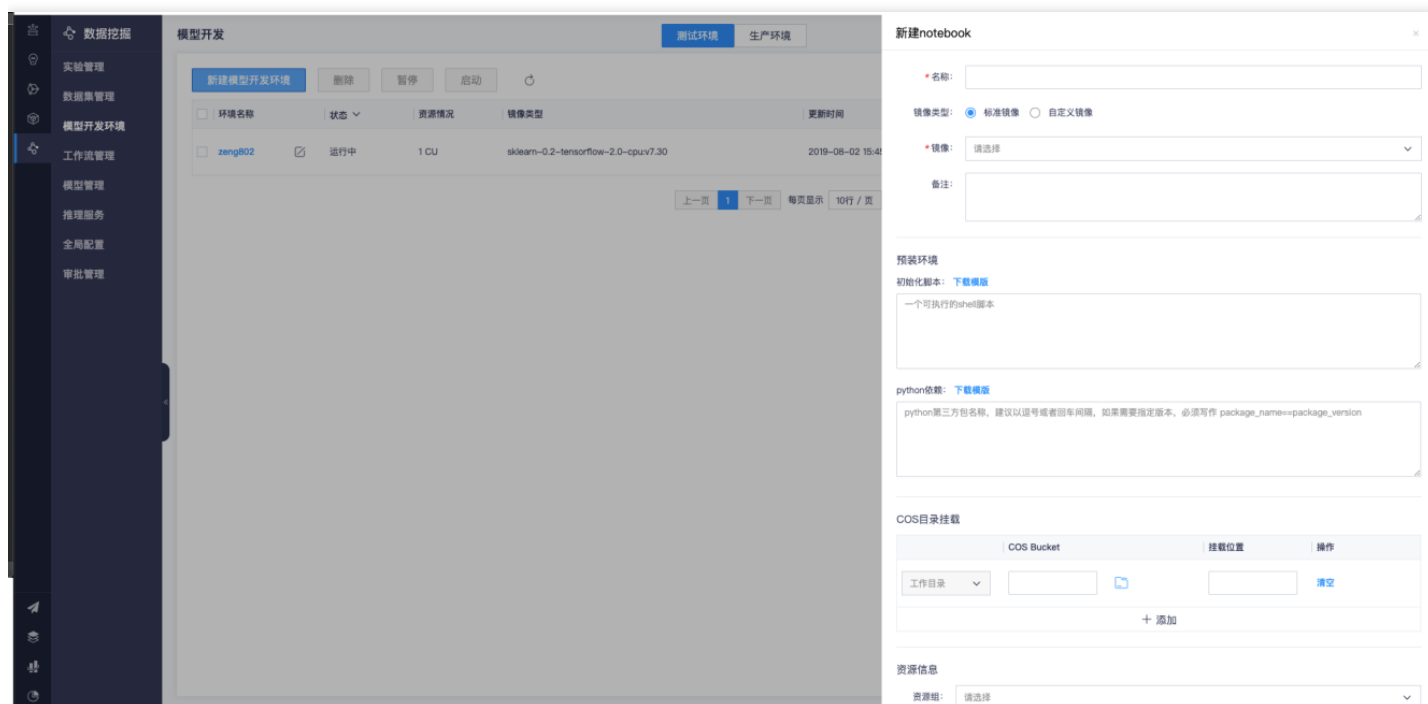 数据挖掘
实验管理
数据集管理
模型开发环境
工作流管理
模型管理
推理服务
全局配置
审批管理
模型开发
测试环境 生产环境
新建模型开发环境 删除 暂停 启动
环境名称 状态 资源情况 镜像类型 更新时间
zeng802 运行中 1 CU sklearn-0.2-tensorflow-2.0-cpu:v7.30 2019-08-02 15:45
上一页 1 下一页 每页显示 10行 / 页
新建notebook ×
* 名称:
镜像类型: 标准镜像 自定义镜像
* 镜像: 请选择
备注:
预装环境
初始化脚本: 下载模版
一个可执行的shell脚本
python依赖: 下载模版
python第三方包名称，建议以逗号或者回车间隔，如果需要指定版本，必须写作 package_name==package_version
COS目录挂载
COS Bucket 挂载位置 操作
工作目录 清空
+ 添加
资源信息
资源组: 请选择